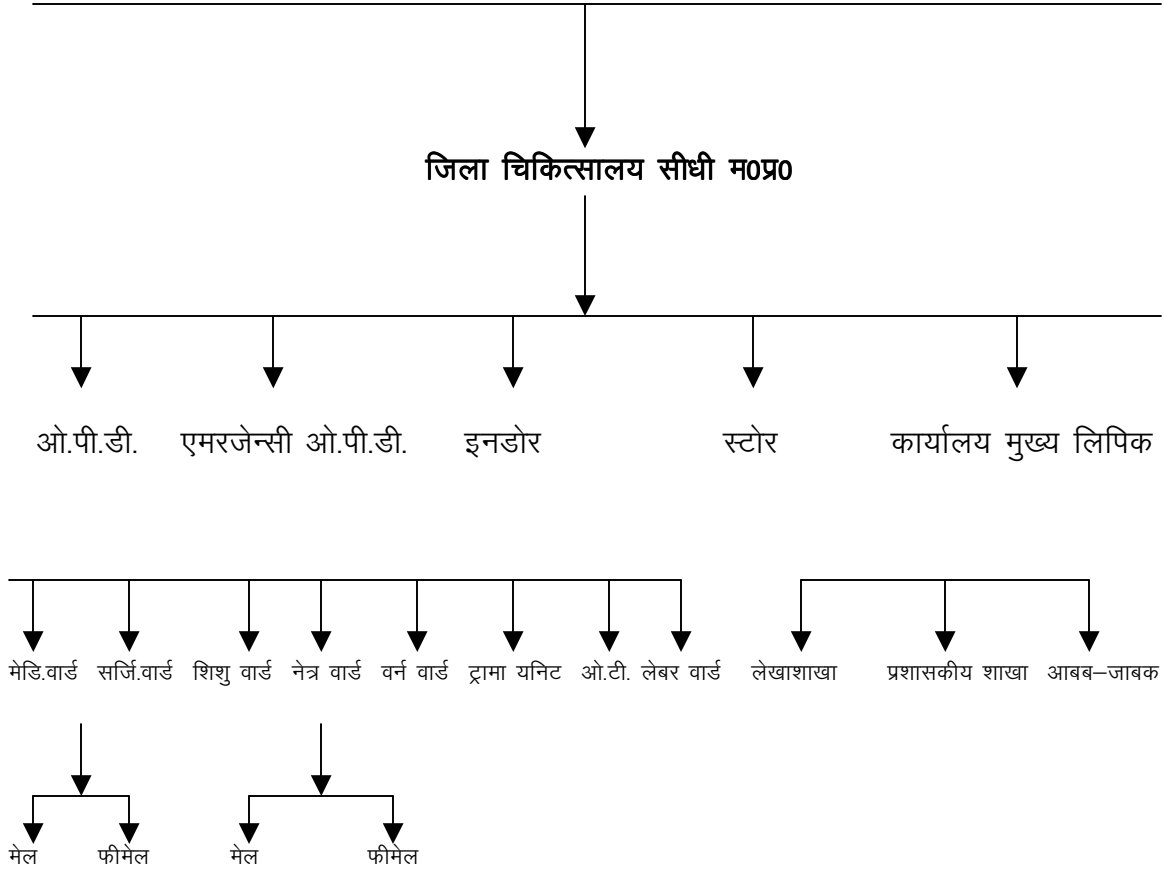 जिला चिकित्सालय सीधी म0प्र0
ओ.पी.डी. एमरजेन्सी ओ.पी.डी. इनडोर स्टोर कार्यालय मुख्य लिपिक
मेडि.वार्ड सर्जि.वार्ड शिशु वार्ड नेत्र वार्ड वर्न वार्ड ट्रामा यनिट ओ.टी. लेबर वार्ड लेखाशाखा प्रशासकीय शाखा आबब–जाबक
मेल फीमेल मेल फीमेल